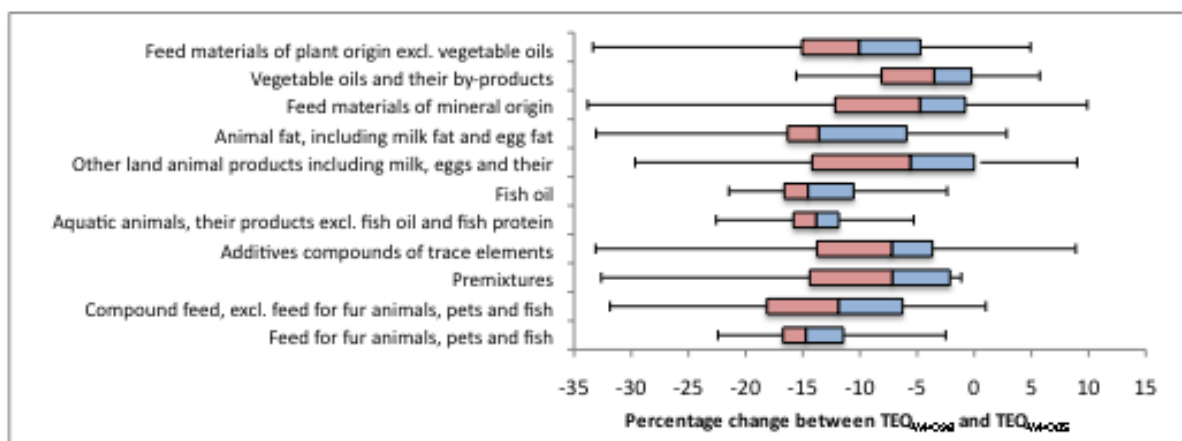 Feed materials of plant origin excl. vegetable oils
Vegetable oils and their by-products
Feed materials of mineral origin
Animal fat, including milk fat and egg fat
Other land animal products including milk, eggs and their
Fish oil
Aquatic animals, their products excl. fish oil and fish protein
Additives compounds of trace elements
Premixtures
Compound feed, excl. feed for fur animals, pets and fish
Feed for fur animals, pets and fish
-35 -30 -25 -20 -15 -10 -5 0 5 10 15
Percentage change between TEQ and TEQ